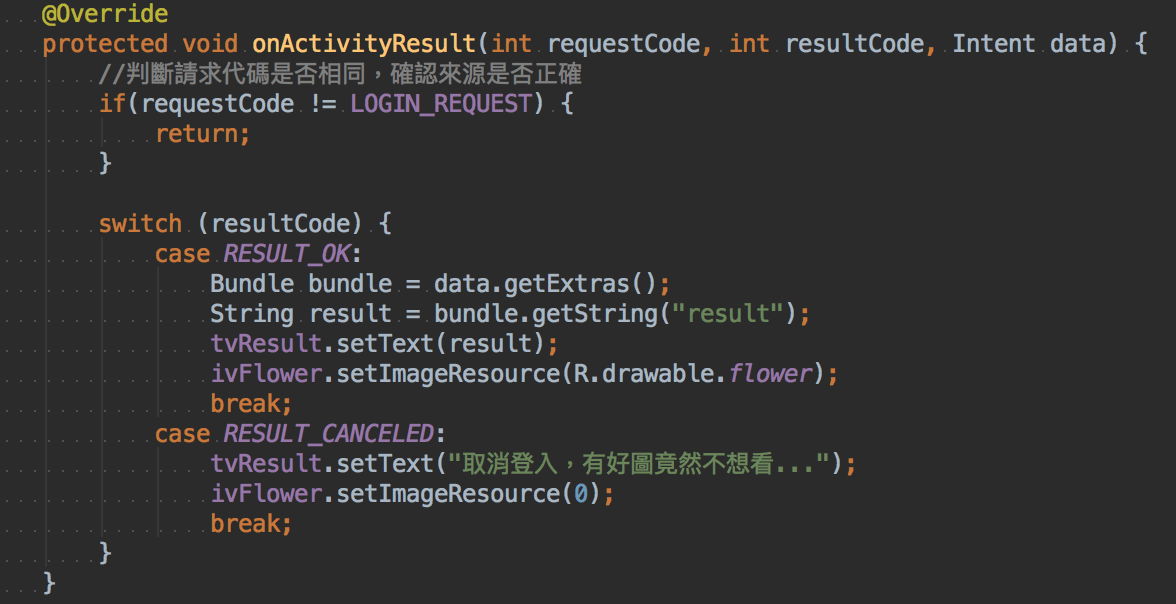 @Override
protected void onActivityResult(int requestCode, int resultCode, Intent data) {
//判斷請求代碼是否相同，確認來源是否正確
if(requestCode != LOGIN_REQUEST) {
return;
}
switch (resultCode) {
case RESULT_OK:
Bundle bundle = data.getExtras();
String result = bundle.getString("result");
tvResult.setText(result);
ivFlower.setImageResource(R.drawable.flower);
break;
case RESULT_CANCELED:
tvResult.setText("取消登入，有好圖竟然不想看...");
ivFlower.setImageResource(0);
break;
}
}